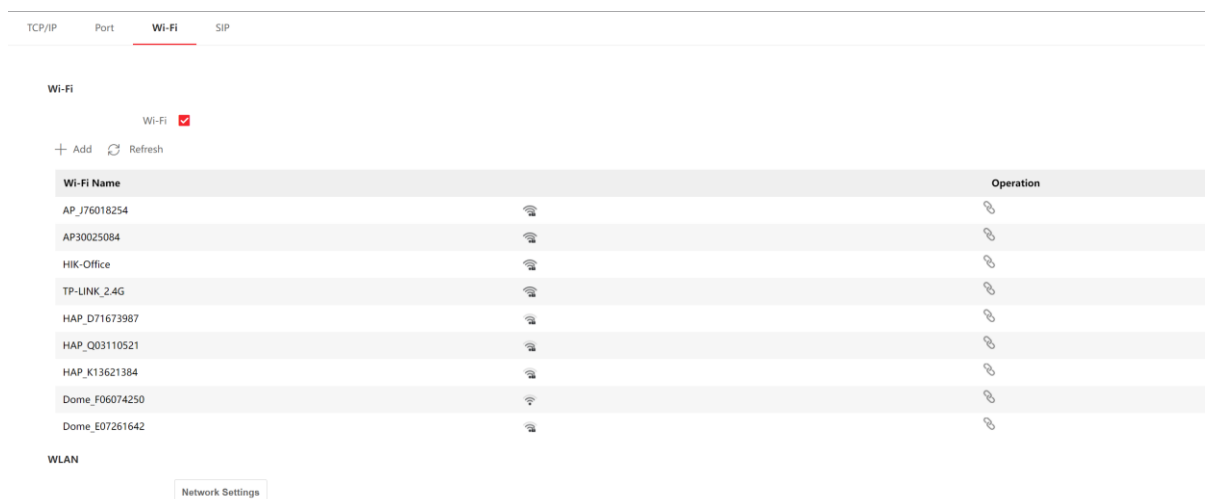 TCP/IP Port Wi-Fi SIP
Wi-Fi
Wi-Fi
Add Refresh
Wi-Fi Name Operation
AP_J76018254
AP30025084
HIK-Office
TP-LINK_2.4G
HAP_D71673987
HAP_Q03110521
HAP_K13621384
Dome_F06074250
Dome_E07261642
WLAN
Network Settings